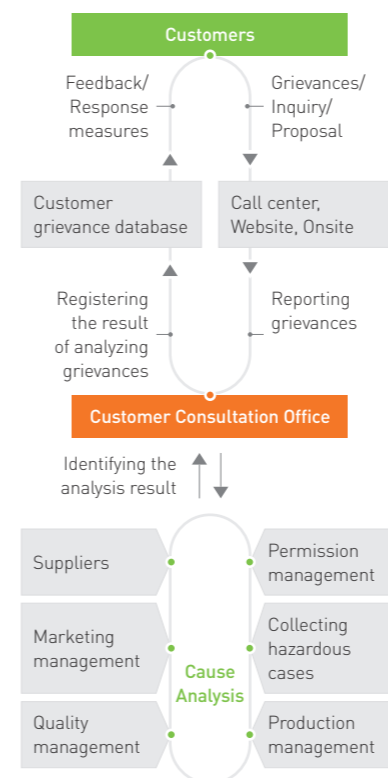 Customers
Feedback/
Response
measures
Grievances/
Inquiry/
Proposal
Customer
grievance database
Call center,
Website, Onsite
Registering
the result
of analyzing
grievances
Reporting
grievances
Customer Consultation Office
Identifying the
analysis result
Suppliers
Permission
management
Marketing
management
Collecting
hazardous
cases
Cause
Analysis
Quality
management
Production
management